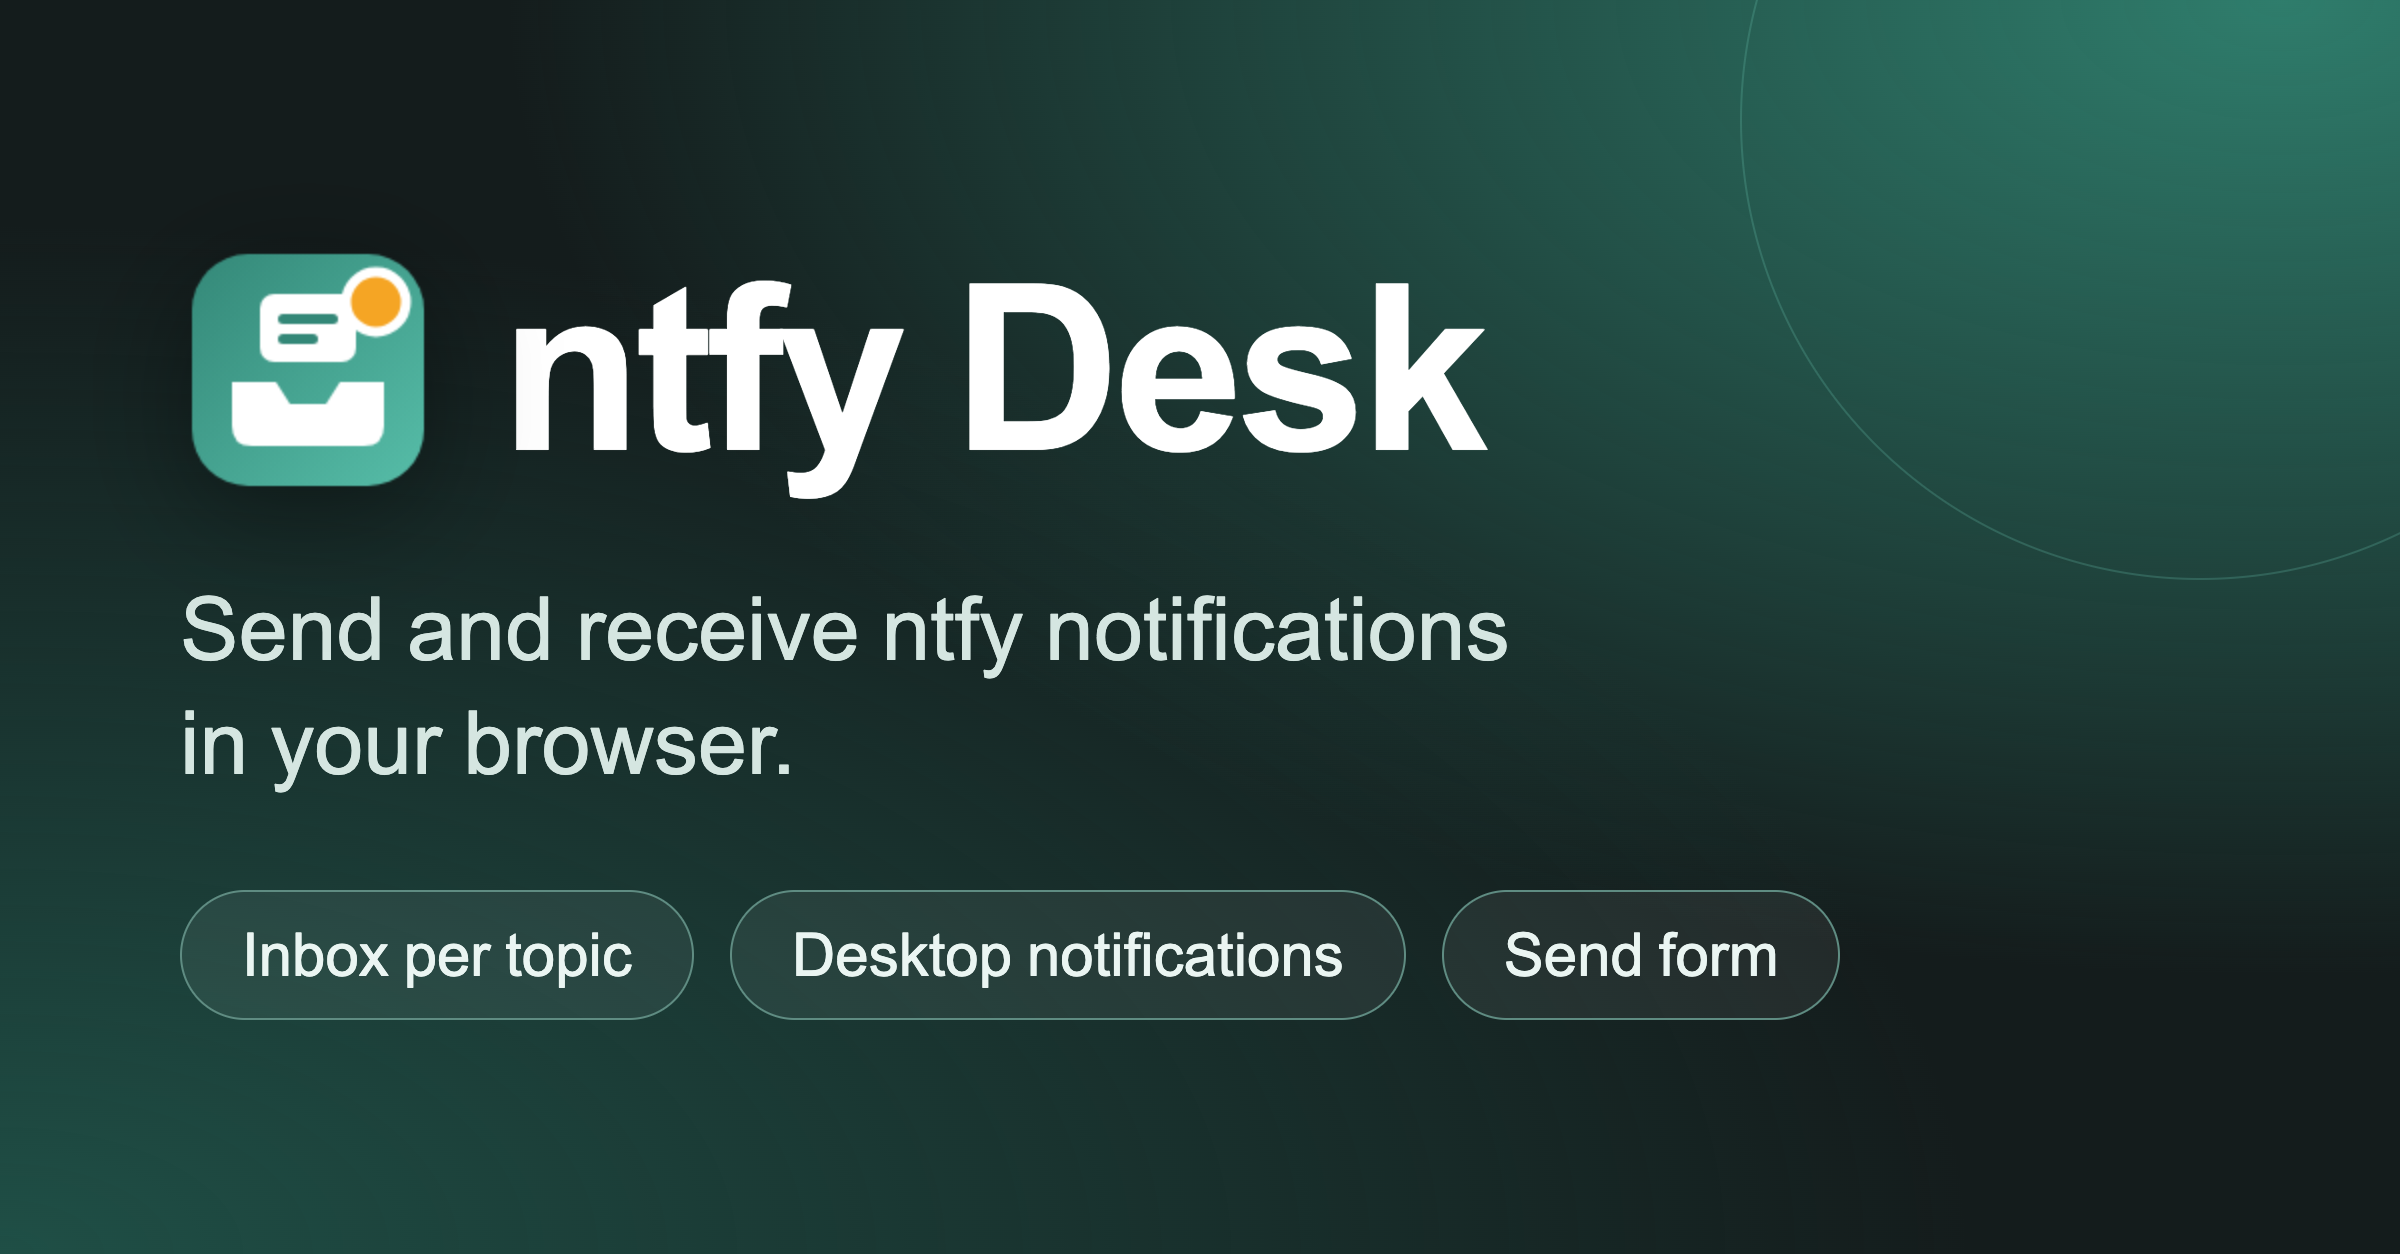 ntfy Desk
Send and receive ntfy notifications
in your browser.
Inbox per topic
Desktop notifications
Send form